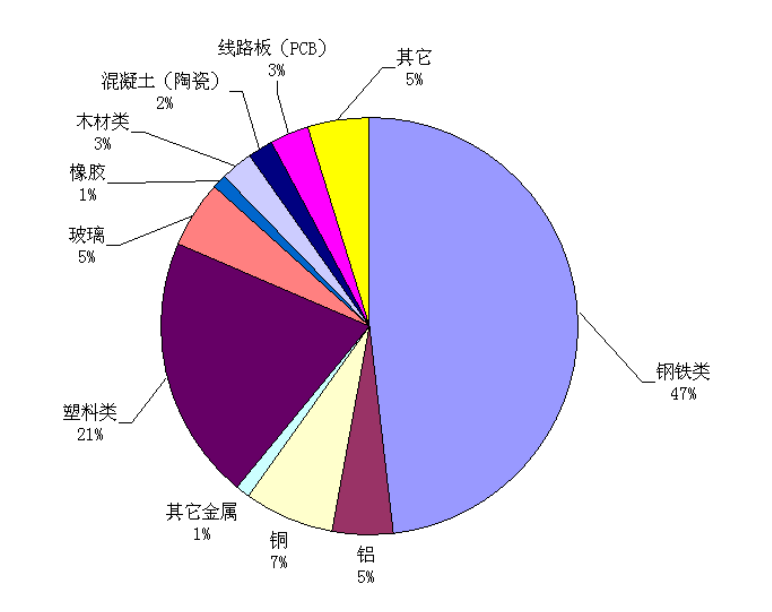 线路板（PCB）
3%
其它
5%
混凝土（陶瓷）
2%
木材类
3%
橡胶
1%
玻璃
5%
钢铁类
47%
塑料类
21%
其它金属
1%
铜
7%
铝
5%